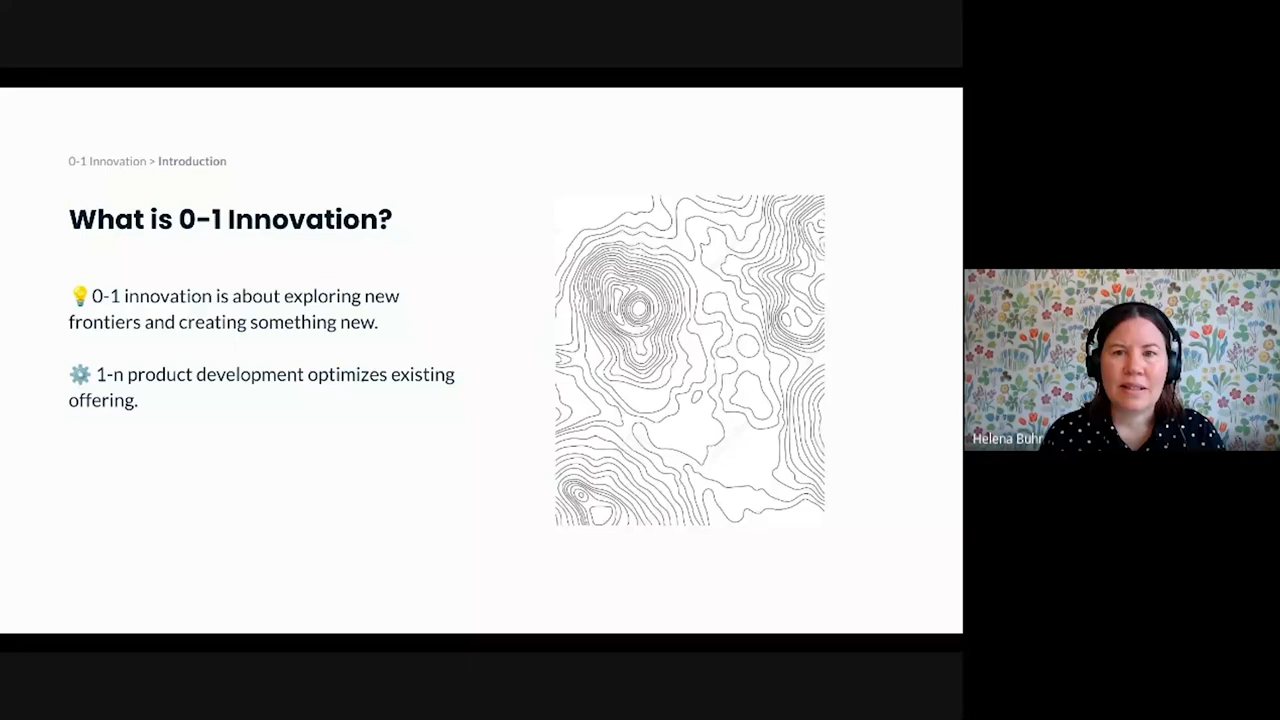 0-1 Innovation > Introduction
What is 0-1 Innovation?
💡0-1 innovation is about exploring new
frontiers and creating something new.
⚙️ 1-n product development optimizes existing
offering.
Helena Buhr